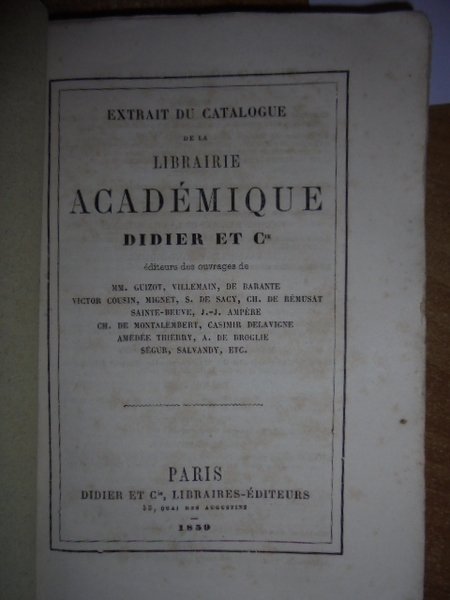 EXTRAIT DU CATALOGUE
DE LA
LIBRAIRIE
ACADÉMIQUE
DIDIER ET Cie
éditeurs des ouvrages de
MM. GUIZOT, VILLEMAIN, DE BARANTE
VICTOR COUSIN, MIGNET, S. DE SACY, CH. DE RÉMUSAT
SAINTE-BEUVE, J.-J. AMPÈRE
CH. DE MONTALEMBERT, CASIMIR DELAVIGNE
AMÉDÉE THIERRY, A. DE BROGLIE
SÉGUR, SALVANDY, ETC.
PARIS
DIDIER ET Cie, LIBRAIRES-ÉDITEURS
QUAI DES AUGUSTINS
1859